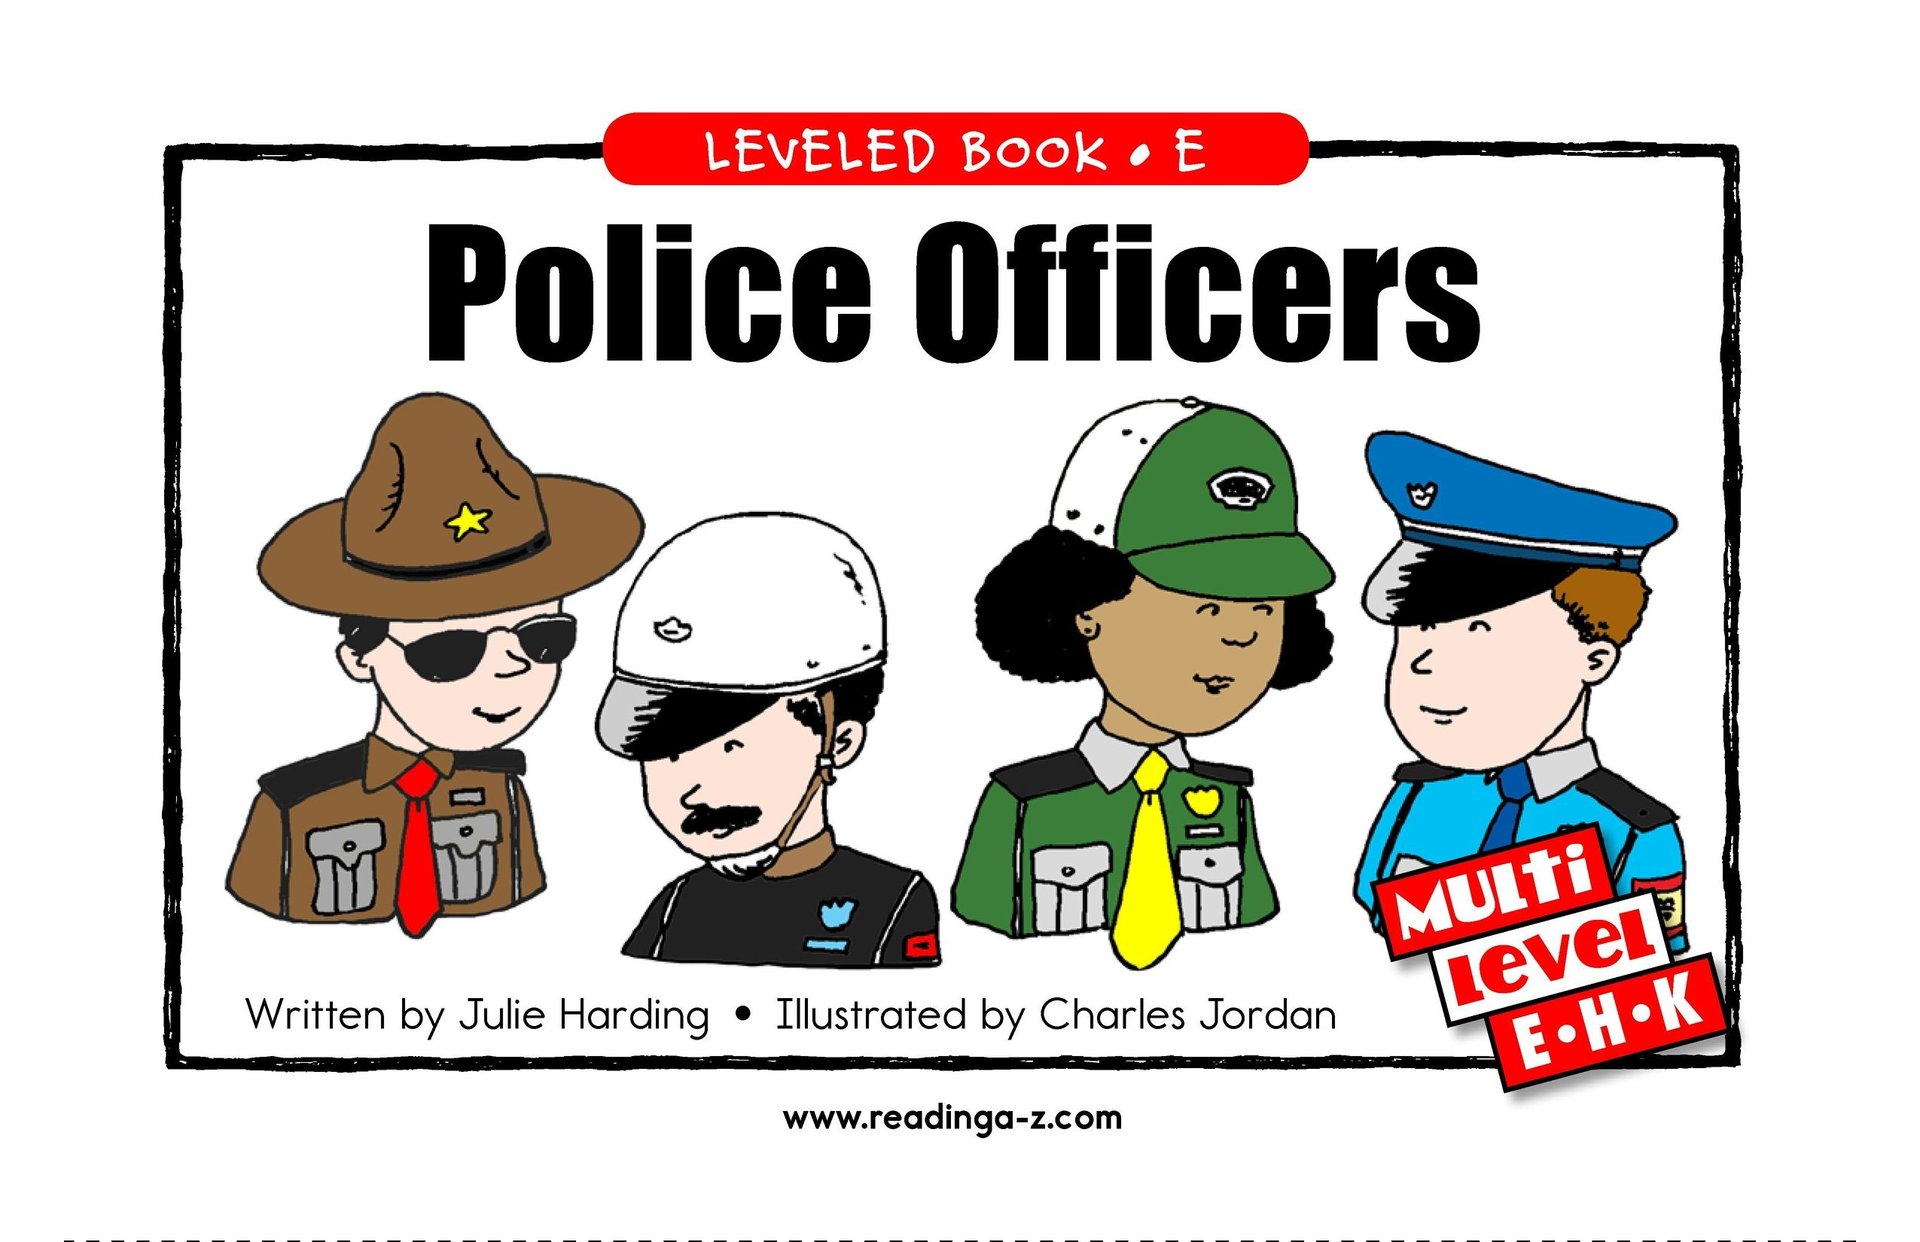 LEVELED BOOK • E
Police Officers
Written by Julie Harding • Illustrated by Charles Jordan
MULTi
level
E•H•K
www.readinga-z.com